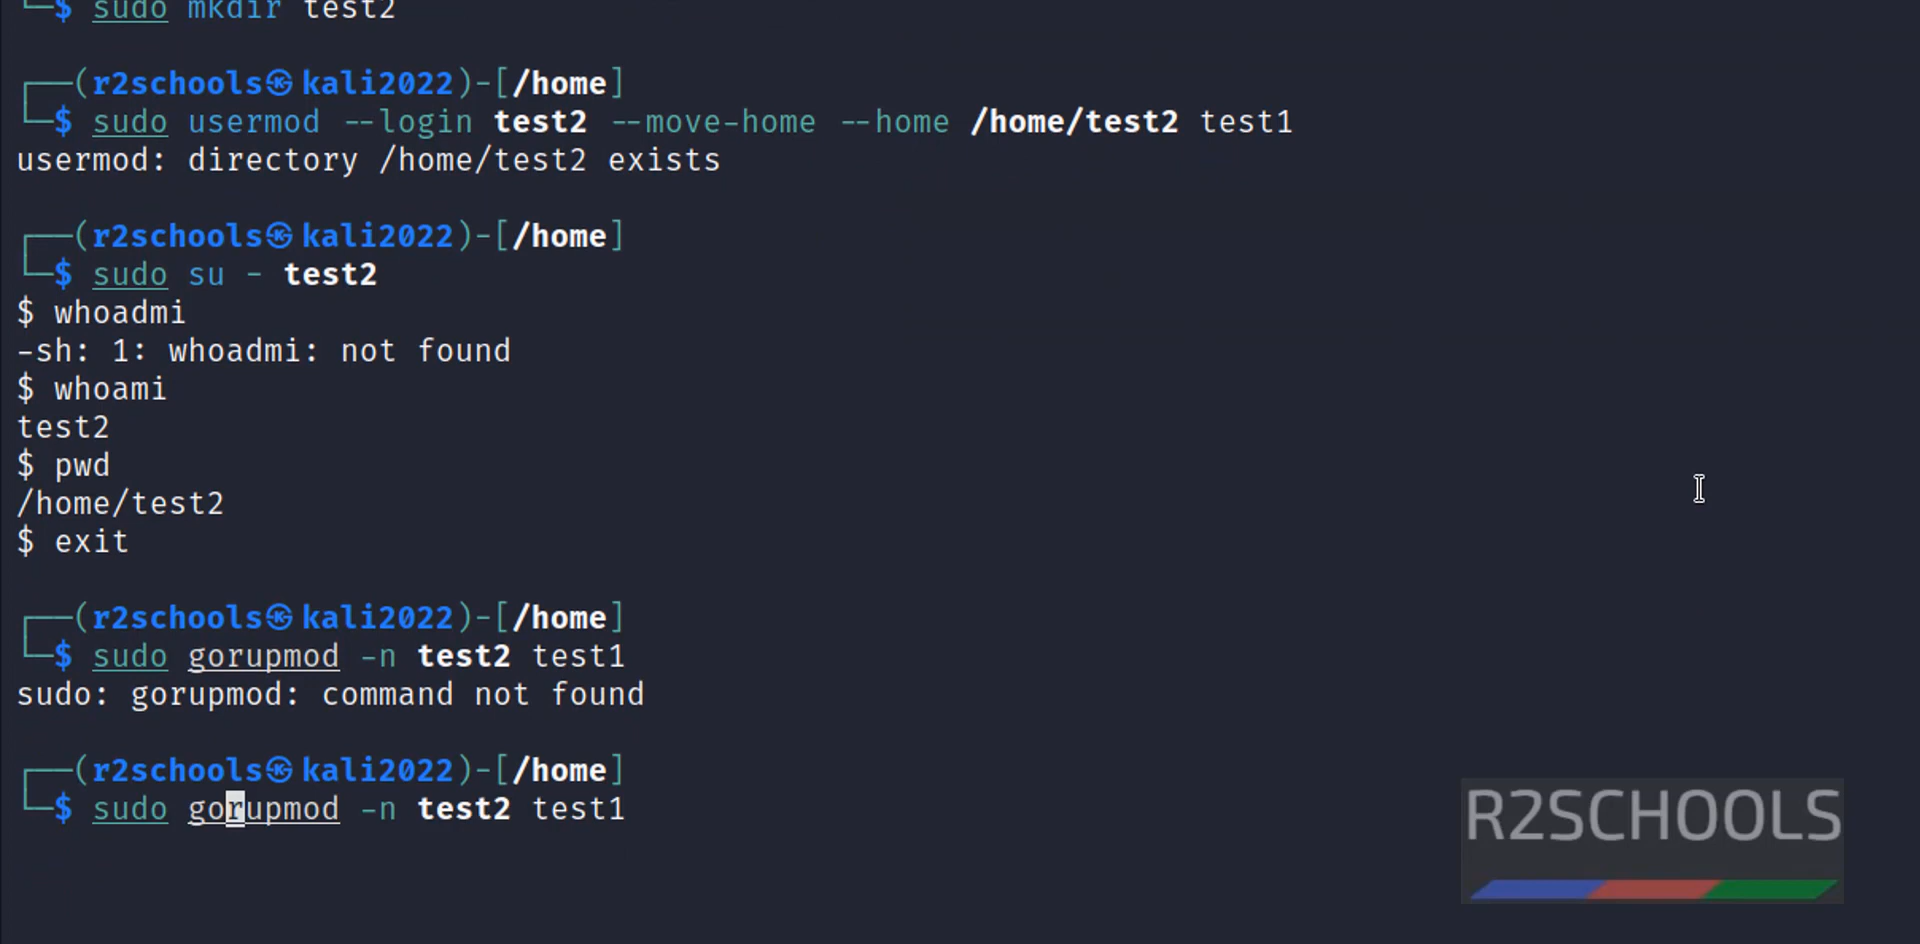 └─$ sudo mkdir test2
┌──(r2schools㉿kali2022)-[/home]
└─$ sudo usermod --login test2 --move-home --home /home/test2 test1
usermod: directory /home/test2 exists
┌──(r2schools㉿kali2022)-[/home]
└─$ sudo su - test2
$ whoadmi
-sh: 1: whoadmi: not found
$ whoami
test2
$ pwd
/home/test2
$ exit
┌──(r2schools㉿kali2022)-[/home]
└─$ sudo gorupmod -n test2 test1
sudo: gorupmod: command not found
┌──(r2schools㉿kali2022)-[/home]
└─$ sudo gorupmod -n test2 test1
R2SCHOOLS